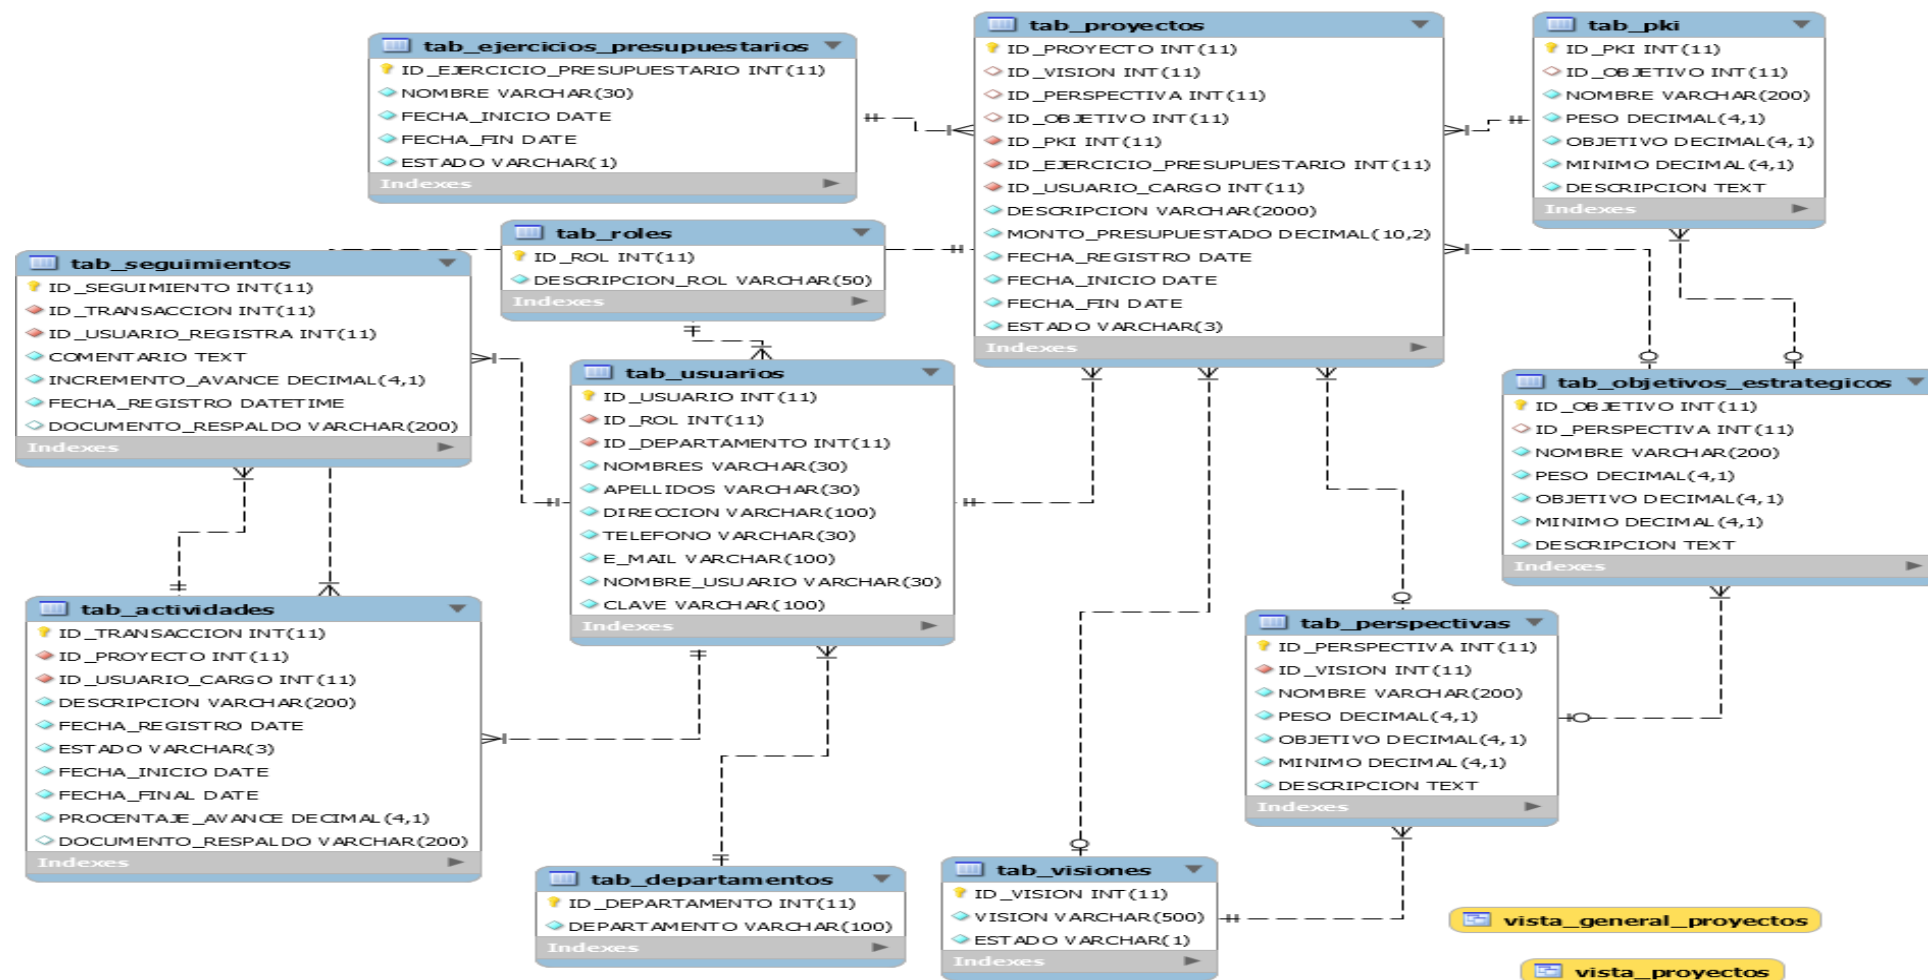 tab_ejercicios_presupuestarios
ID_EJERCICIO_PRESUPUESTARIO INT(11)
NOMBRE VARCHAR(30)
FECHA_INICIO DATE
FECHA_FIN DATE
ESTADO VARCHAR(1)
Indexes
tab_proyectos
ID_PROYECTO INT(11)
ID_VISION INT(11)
ID_PERSPECTIVA INT(11)
ID_OBJETIVO INT(11)
ID_PKI INT(11)
ID_EJERCICIO_PRESUPUESTARIO INT(11)
ID_USUARIO_CARGO INT(11)
DESCRIPCION VARCHAR(2000)
MONTO_PRESUPUESTADO DECIMAL(10,2)
FECHA_REGISTRO DATE
FECHA_INICIO DATE
FECHA_FIN DATE
ESTADO VARCHAR(3)
Indexes
tab_pki
ID_PKI INT(11)
ID_OBJETIVO INT(11)
NOMBRE VARCHAR(200)
PESO DECIMAL(4,1)
OBJETIVO DECIMAL(4,1)
MINIMO DECIMAL(4,1)
DESCRIPCION TEXT
Indexes
tab_roles
ID_ROL INT(11)
DESCRIPCION_ROL VARCHAR(50)
Indexes
tab_seguimientos
ID_SEGUIMIENTO INT(11)
ID_TRANSACCION INT(11)
ID_USUARIO_REGISTRA INT(11)
COMENTARIO TEXT
INCREMENTO_AVANCE DECIMAL(4,1)
FECHA_REGISTRO DATETIME
DOCUMENTO_RESPALDO VARCHAR(200)
Indexes
tab_usuarios
ID_USUARIO INT(11)
ID_ROL INT(11)
ID_DEPARTAMENTO INT(11)
NOMBRES VARCHAR(30)
APELLIDOS VARCHAR(30)
DIRECCION VARCHAR(100)
TELEFONO VARCHAR(30)
E_MAIL VARCHAR(100)
NOMBRE_USUARIO VARCHAR(30)
CLAVE VARCHAR(100)
Indexes
tab_objetivos_estrategicos
ID_OBJETIVO INT(11)
ID_PERSPECTIVA INT(11)
NOMBRE VARCHAR(200)
PESO DECIMAL(4,1)
OBJETIVO DECIMAL(4,1)
MINIMO DECIMAL(4,1)
DESCRIPCION TEXT
Indexes
tab_actividades
ID_TRANSACCION INT(11)
ID_PROYECTO INT(11)
ID_USUARIO_CARGO INT(11)
DESCRIPCION VARCHAR(200)
FECHA_REGISTRO DATE
ESTADO VARCHAR(3)
FECHA_INICIO DATE
FECHA_FINAL DATE
PROCENTAJE_AVANCE DECIMAL(4,1)
DOCUMENTO_RESPALDO VARCHAR(200)
Indexes
tab_perspectivas
ID_PERSPECTIVA INT(11)
ID_VISION INT(11)
NOMBRE VARCHAR(200)
PESO DECIMAL(4,1)
OBJETIVO DECIMAL(4,1)
MINIMO DECIMAL(4,1)
DESCRIPCION TEXT
Indexes
tab_departamentos
ID_DEPARTAMENTO INT(11)
DEPARTAMENTO VARCHAR(100)
Indexes
tab_visiones
ID_VISION INT(11)
VISION VARCHAR(500)
ESTADO VARCHAR(1)
Indexes
vista_general_proyectos
vista_proyectos